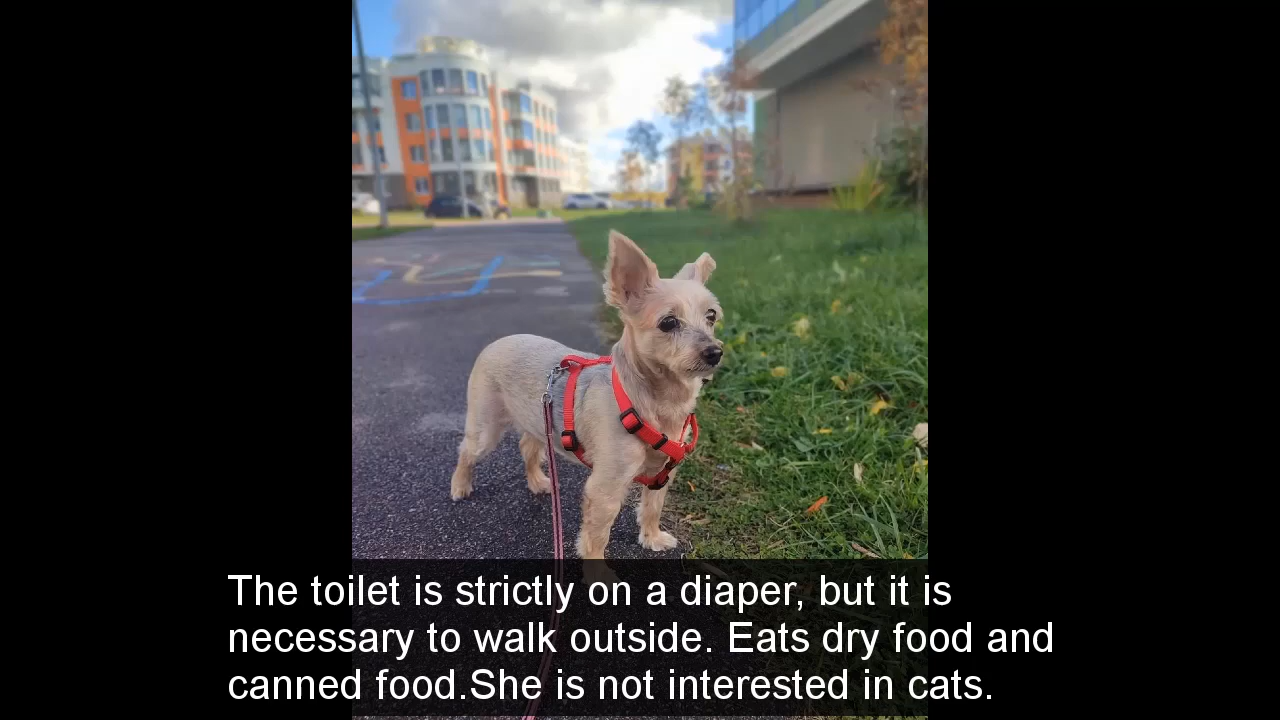 The toilet is strictly on a diaper, but it is
necessary to walk outside. Eats dry food and
canned food.She is not interested in cats.